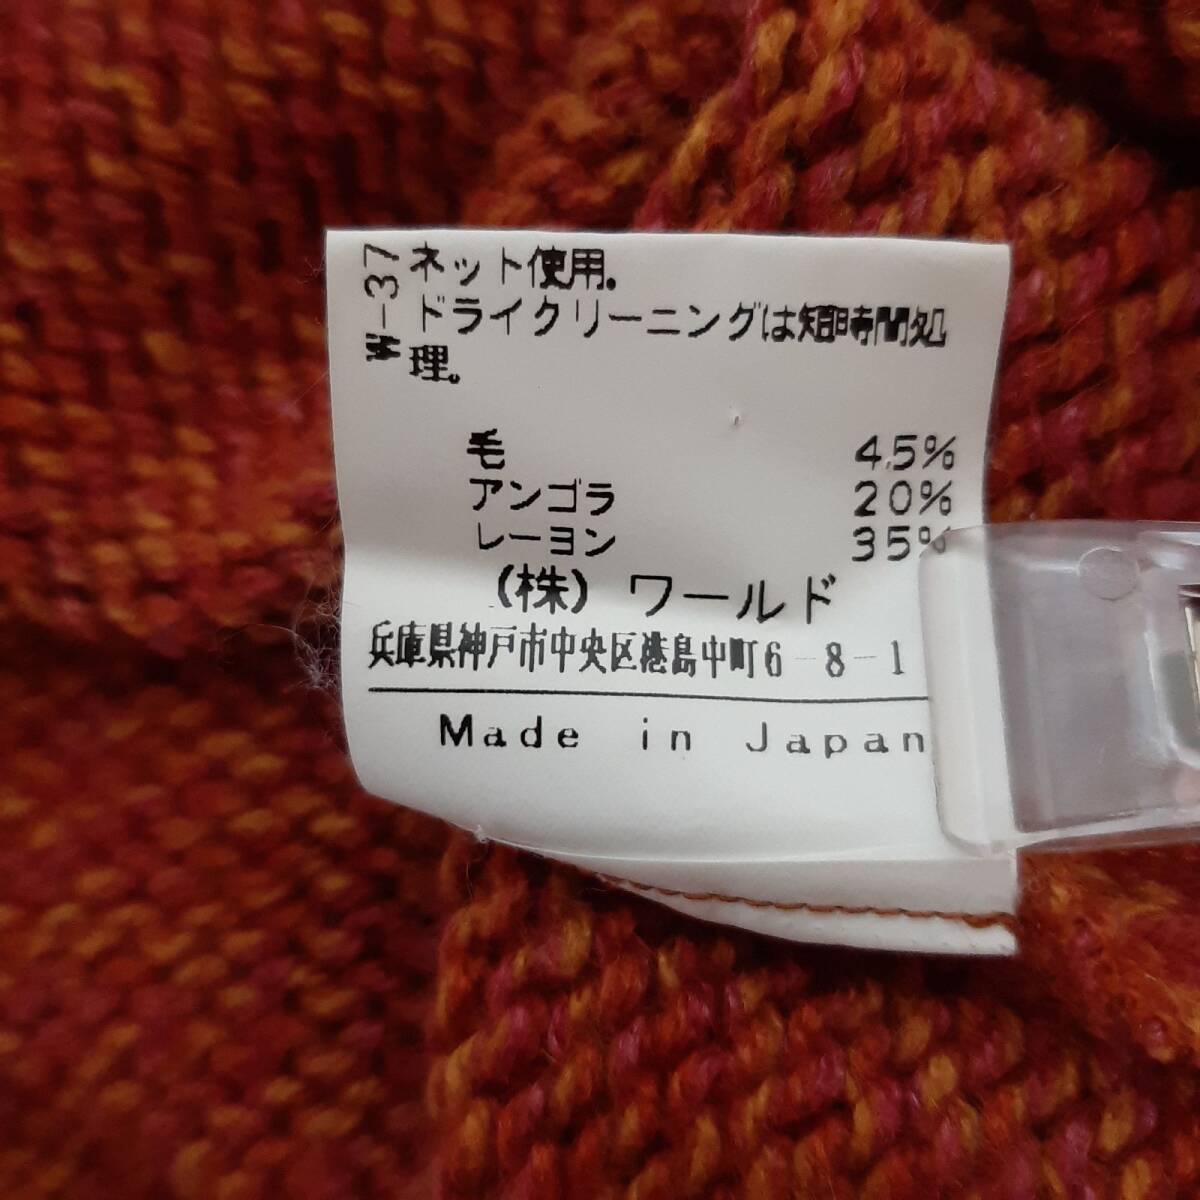 W-37
ネット使用。
ドライクリーニングは短時間処
理。
毛 45%
アンゴラ 20%
レーヨン 35%
(株) ワールド
兵庫県神戸市中央区港島中町6-8-1
Made in Japan